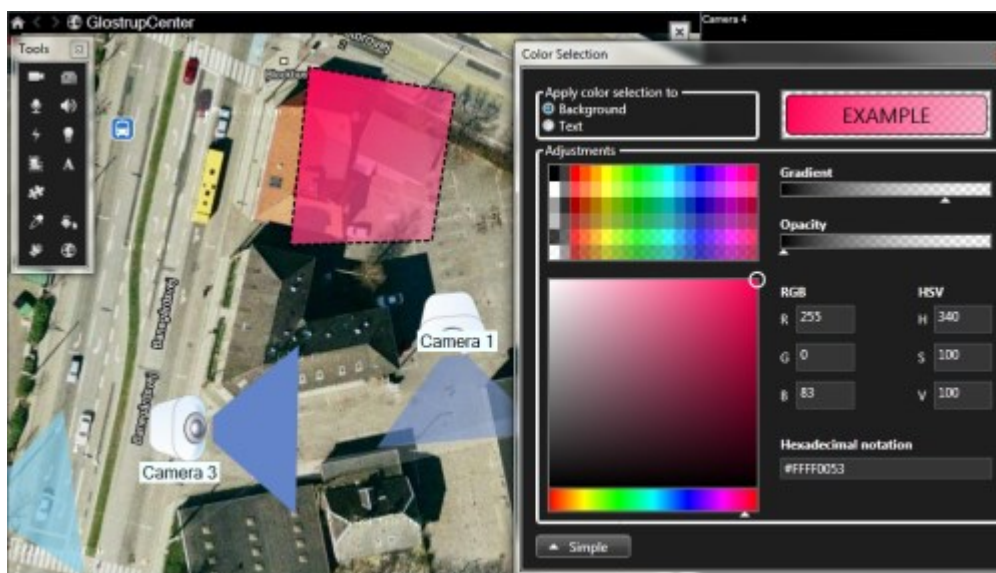 GlostrupCenter
Camera 4
Tools
Color Selection
Apply color selection to
Background
Text
EXAMPLE
Adjustments
Gradient
Opacity
RGB
HSV
R 255
H 340
G 0
S 100
B 83
V 100
Hexadecimal notation
#FFFF0053
Simple
A
Camera 1
Camera 3